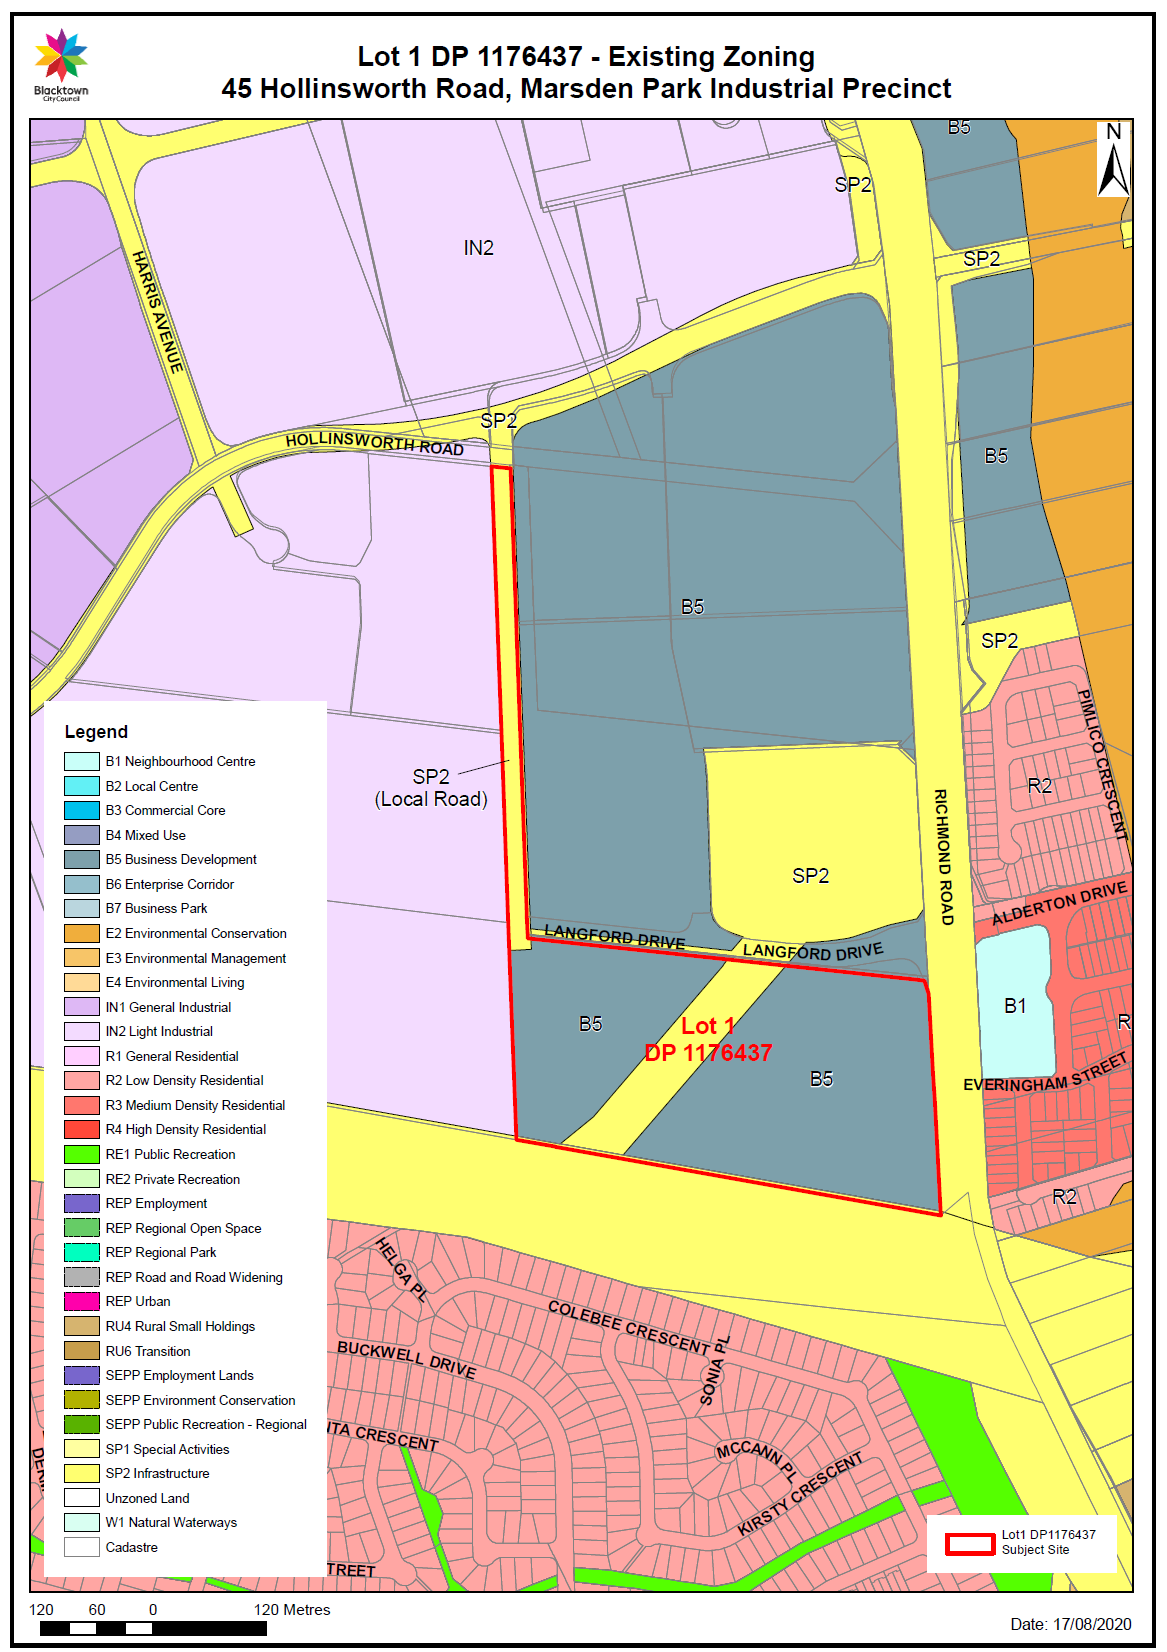 Blacktown
City Council
Lot 1 DP 1176437 - Existing Zoning
45 Hollinsworth Road, Marsden Park Industrial Precinct
N
B5
SP2
IN2
SP2
HARRIS AVENUE
SP2
HOLLINSWORTH ROAD
B5
B5
SP2
PIMLICO CRESCENT
R2
SP2
(Local Road)
RICHMOND ROAD
SP2
ALDERTON DRIVE
LANGFORD DRIVE
LANGFORD DRIVE
B1
B5
Lot 1
DP 1176437
R
B5
EVERINGHAM STREET
R2
HELGA PL
COLEBEE CRESCENT
SONIA PL
BUCKWELL DRIVE
ITA CRESCENT
MCCANN PL
KIRSTY CRESCENT
TREET
Legend
B1 Neighbourhood Centre
B2 Local Centre
B3 Commercial Core
B4 Mixed Use
B5 Business Development
B6 Enterprise Corridor
B7 Business Park
E2 Environmental Conservation
E3 Environmental Management
E4 Environmental Living
IN1 General Industrial
IN2 Light Industrial
R1 General Residential
R2 Low Density Residential
R3 Medium Density Residential
R4 High Density Residential
RE1 Public Recreation
RE2 Private Recreation
REP Employment
REP Regional Open Space
REP Regional Park
REP Road and Road Widening
REP Urban
RU4 Rural Small Holdings
RU6 Transition
SEPP Employment Lands
SEPP Environment Conservation
SEPP Public Recreation - Regional
SP1 Special Activities
SP2 Infrastructure
Unzoned Land
W1 Natural Waterways
Cadastre
Lot1 DP1176437
Subject Site
120 60 0 120 Metres
Date: 17/08/2020